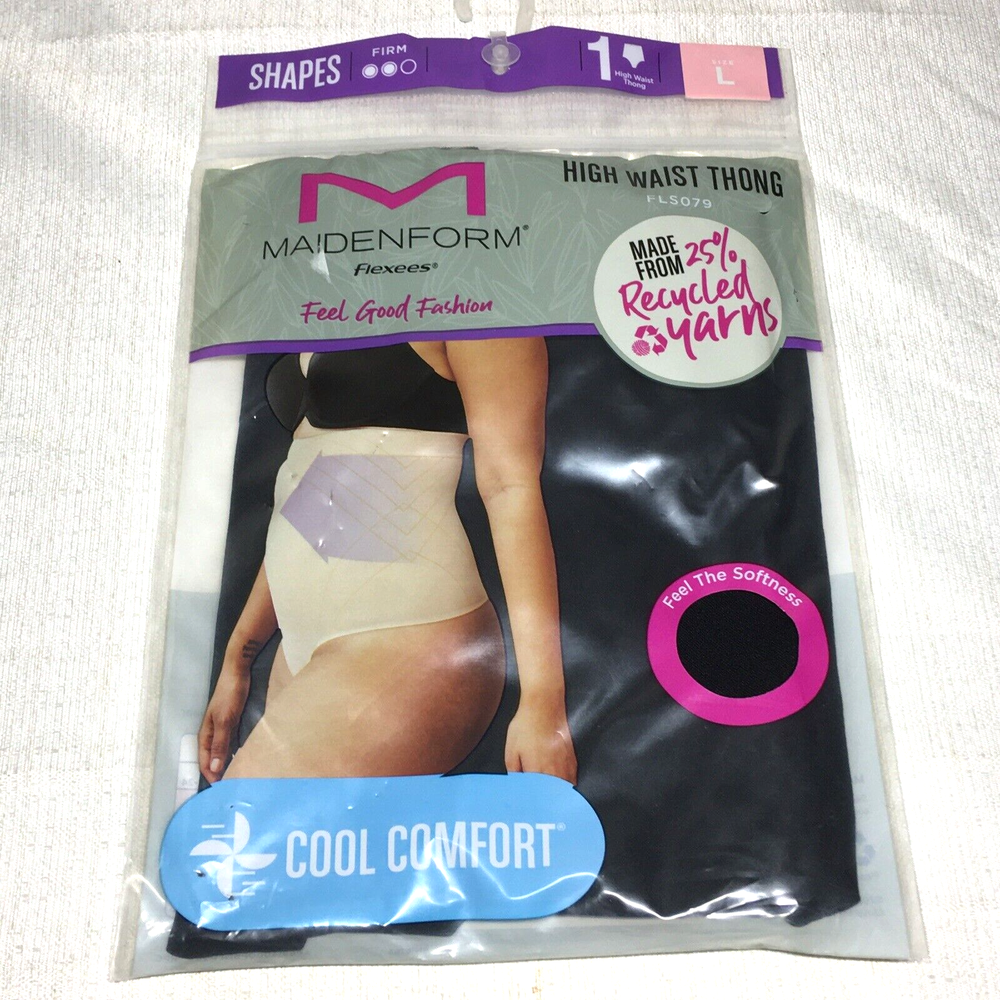 SHAPES
FIRM
1
High Waist
Thong
SIZE
L
MAIDENFORM®
flexees®
Feel Good Fashion
HIGH WAIST THONG
FLS079
MADE
FROM 25%
Recycled
yarns
Feel The Softness
COOL COMFORT®